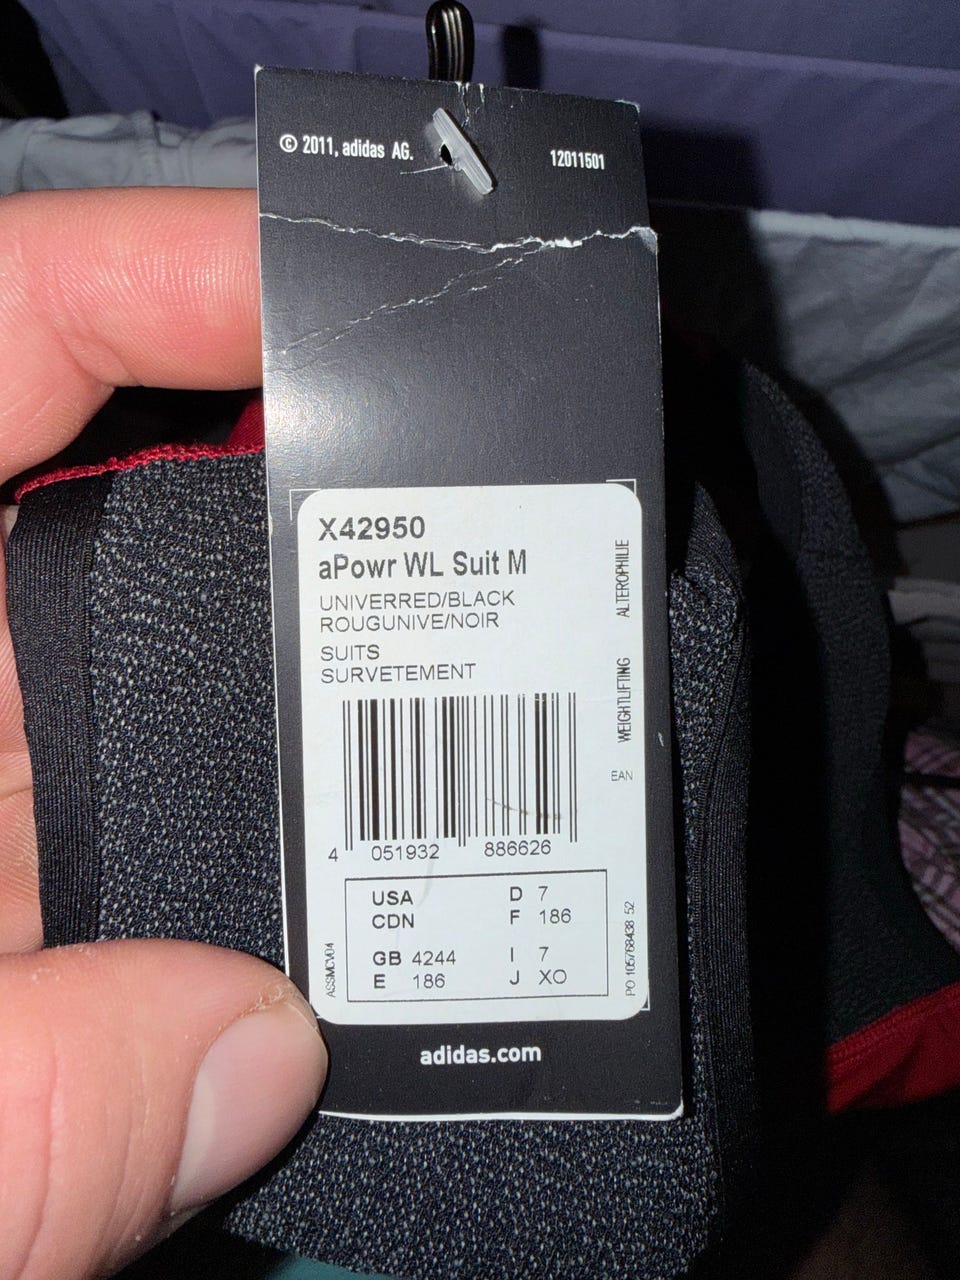 © 2011, adidas AG.
12011501
X42950
aPowr WL Suit M
UNIVERRED/BLACK
ROUGUNIVE/NOIR
SUITS
SURVETEMENT
WEIGHTLIFTING ALTEROPHILIE
EAN
4 051932 886626
USA D 7
CDN F 186
GB 4244 I 7
E 186 J XO
ASSMCV04
PO 105768438 52
adidas.com